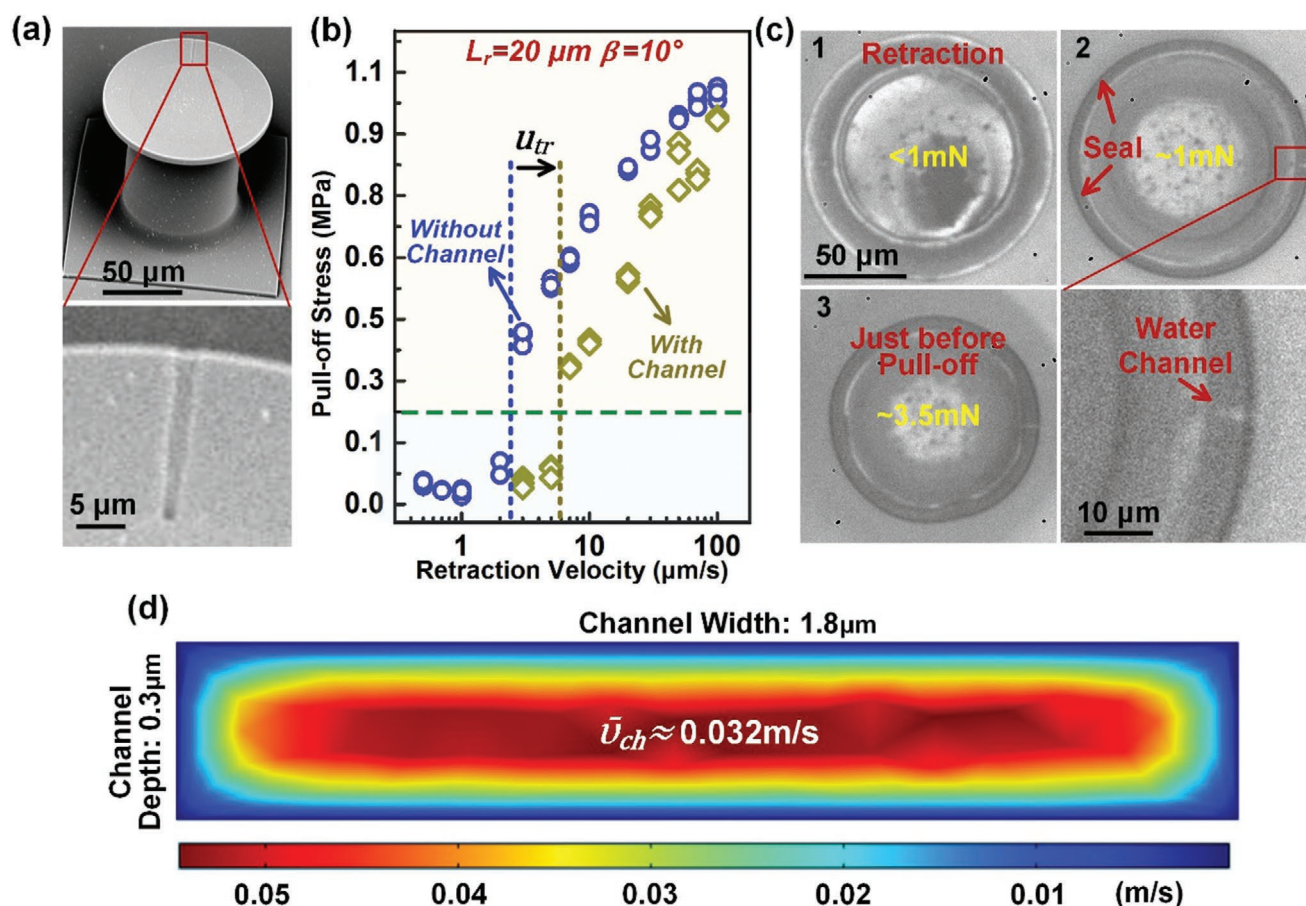 (a)
50 µm
5 µm
(b)
L_r=20 µm β=10°
u_tr
Without
Channel
With
Channel
Pull-off Stress (MPa)
1.1
0.9
0.8
0.6
0.5
0.3
0.1
0.0
1
10
100
Retraction Velocity (µm/s)
(c)
1
Retraction
<1mN
50 µm
2
Seal
~1mN
3
Just before
Pull-off
~3.5mN
Water
Channel
10 µm
(d)
Channel Width: 1.8µm
Channel
Depth: 0.3µm
ῡ_ch ≈ 0.032m/s
0.05
0.04
0.03
0.02
0.01
(m/s)